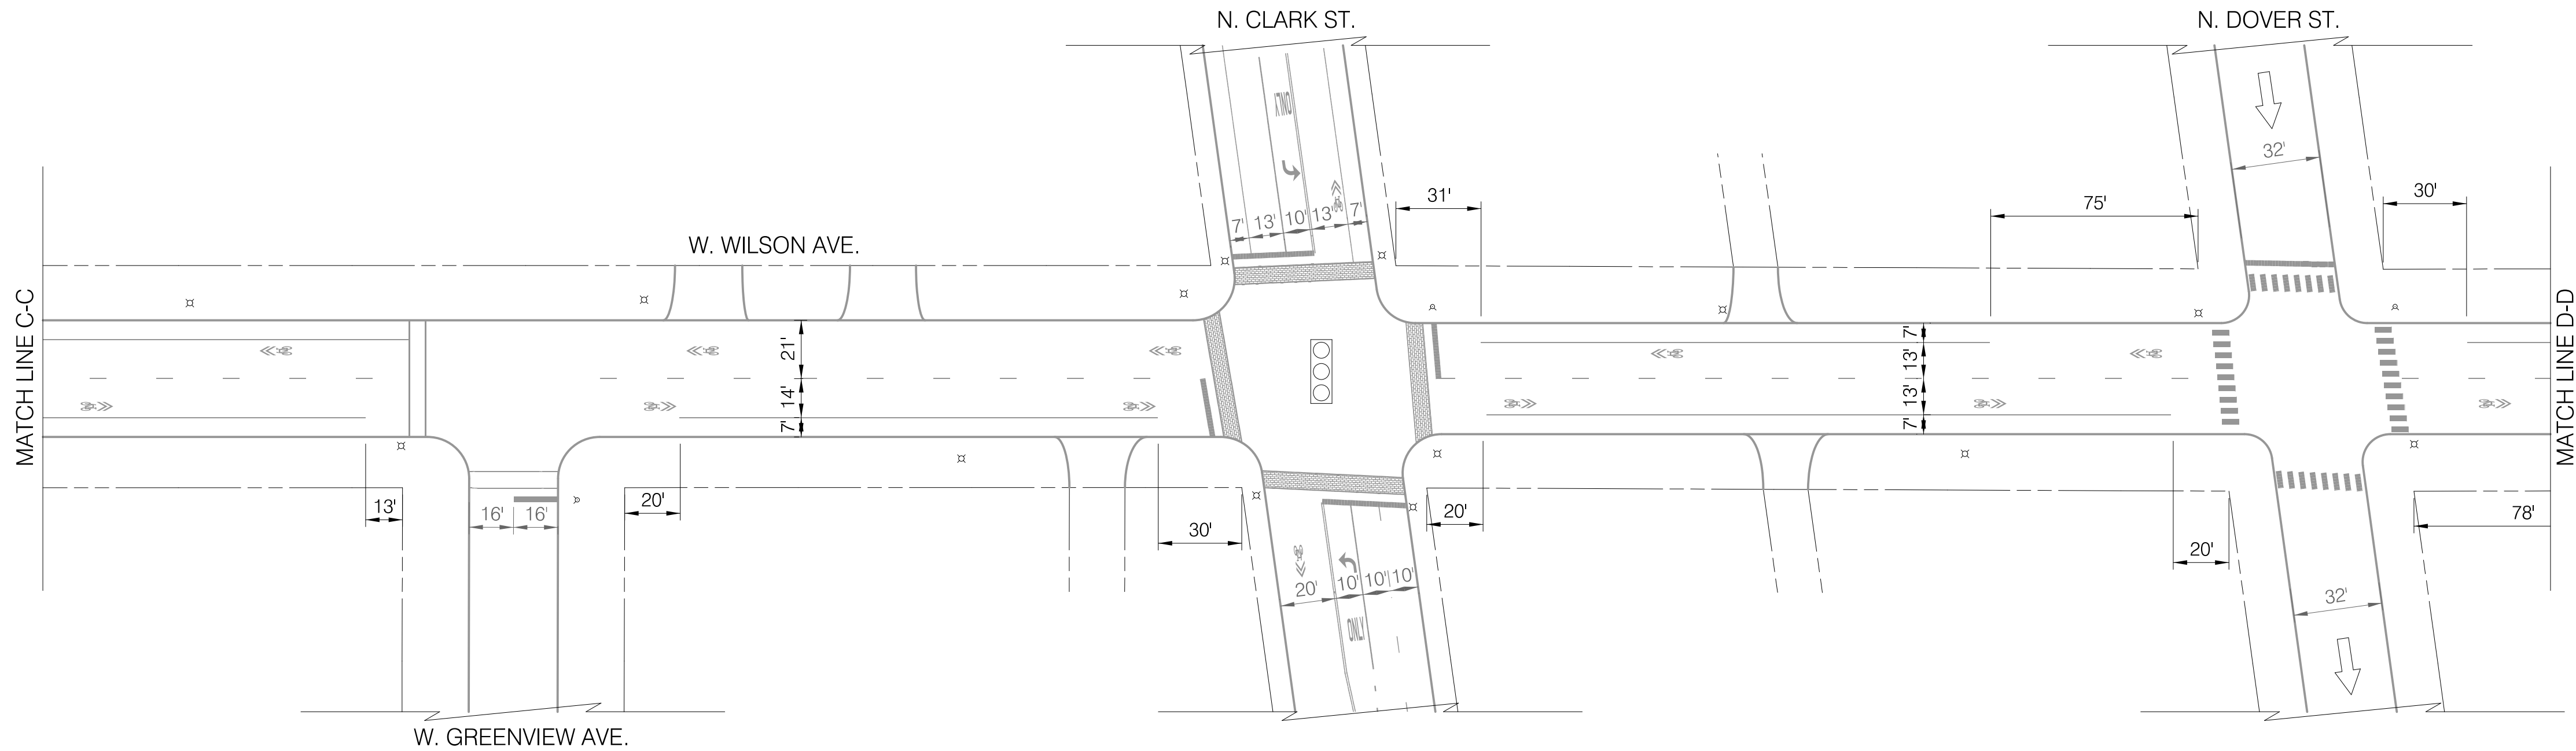 N. CLARK ST.
N. DOVER ST.
ONLY
32'
31'
75'
30'
7' 13' 10' 13' 7'
W. WILSON AVE.
MATCH LINE C-C
MATCH LINE D-D
21'
14'
7'
7'
13'
13'
7'
13'
16' 16'
20'
30'
20'
20'
78'
20' 10' 10' 10'
ONLY
32'
W. GREENVIEW AVE.